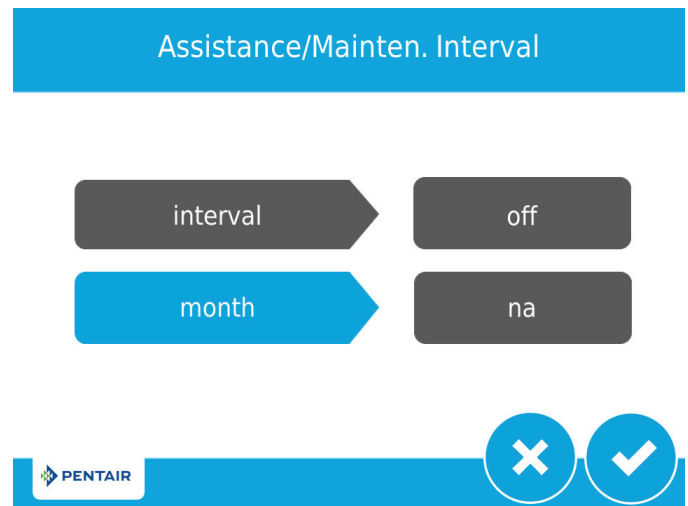 Assistance/Mainten. Interval
interval
off
month
na
PENTAIR